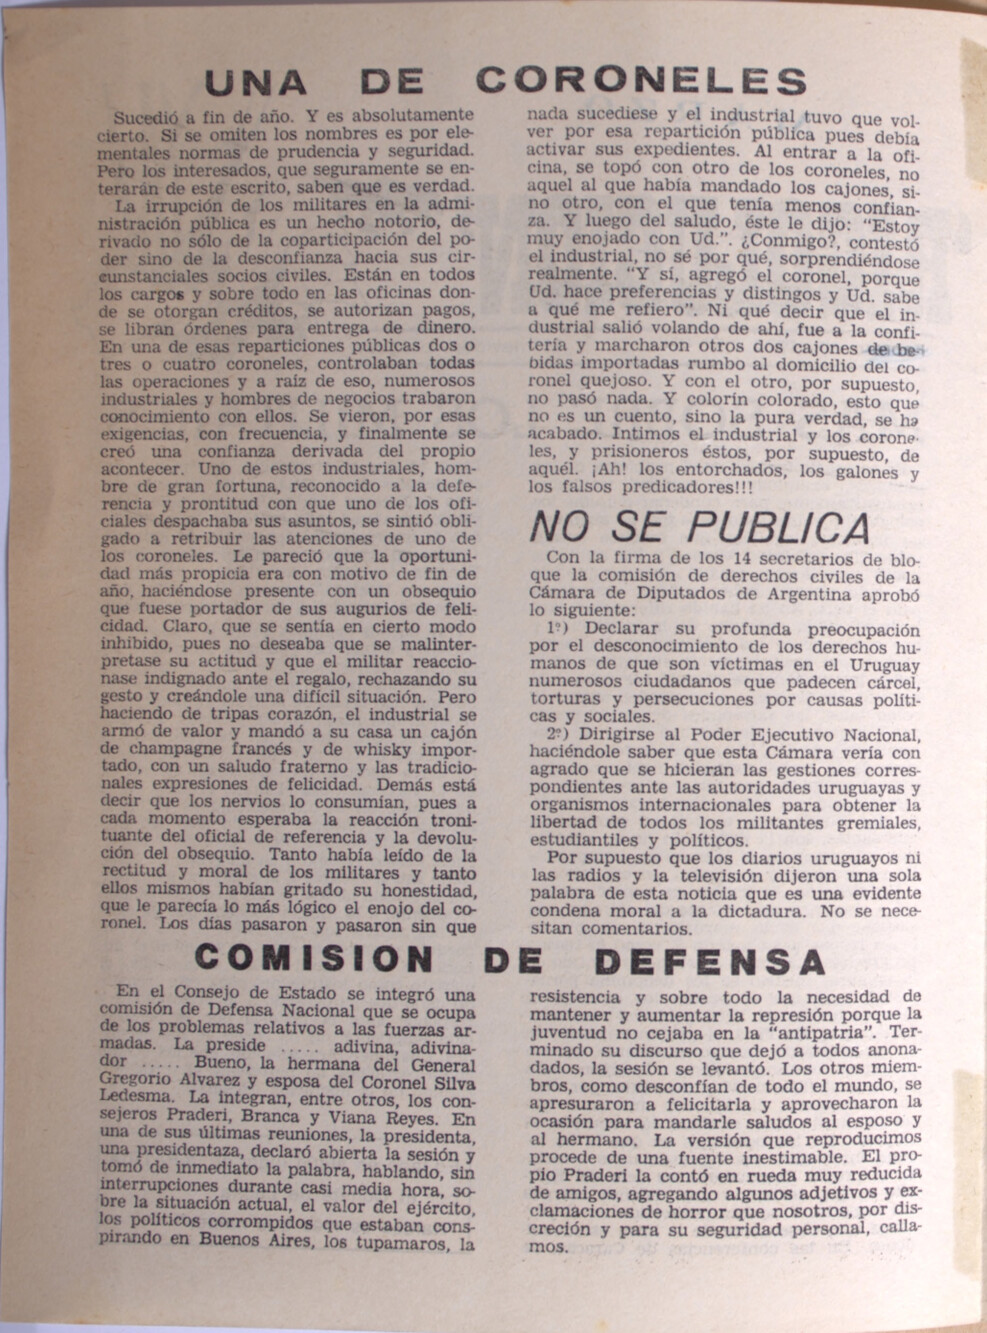 UNA DE CORONELES
Sucedió a fin de año. Y es absolutamente
cierto. Si se omiten los nombres es por ele-
mentales normas de prudencia y seguridad.
Pero los interesados, que seguramente se en-
terarán de este escrito, saben que es verdad.
La irrupción de los militares en la admi-
nistración pública es un hecho notorio, de-
rivado no sólo de la coparticipación del po-
der sino de la desconfianza hacia sus cir-
cunstanciales socios civiles. Están en todos
los cargos y sobre todo en las oficinas don-
de se otorgan créditos, se autorizan pagos,
se libran órdenes para entrega de dinero.
En una de esas reparticiones públicas dos o
tres o cuatro coroneles, controlaban todas
las operaciones y a raíz de eso, numerosos
industriales y hombres de negocios trabaron
conocimiento con ellos. Se vieron, por esas
exigencias, con frecuencia, y finalmente se
creó una confianza derivada del propio
acontecer. Uno de estos industriales, hom-
bre de gran fortuna, reconocido a la defe-
rencia y prontitud con que uno de los ofi-
ciales despachaba sus asuntos, se sintió obli-
gado a retribuir las atenciones de uno de
los coroneles. Le pareció que la oportuni-
dad más propicia era con motivo de fin de
año, haciéndose presente con un obsequio
que fuese portador de sus augurios de feli-
cidad. Claro, que se sentía en cierto modo
inhibido, pues no deseaba que se malinter-
pretase su actitud y que el militar reaccio-
nase indignado ante el regalo, rechazando su
gesto y creándole una difícil situación. Pero
haciendo de tripas corazón, el industrial se
armó de valor y mandó a su casa un cajón
de champagne francés y de whisky impor-
tado, con un saludo fraterno y las tradicio-
nales expresiones de felicidad. Demás está
decir que los nervios lo consumían, pues a
cada momento esperaba la reacción troni-
tuante del oficial de referencia y la devolu-
ción del obsequio. Tanto había leído de la
rectitud y moral de los militares y tanto
ellos mismos habían gritado su honestidad,
que le parecía lo más lógico el enojo del co-
ronel. Los días pasaron y pasaron sin que
nada sucediese y el industrial tuvo que vol-
ver por esa repartición pública pues debía
activar sus expedientes. Al entrar a la ofi-
cina, se topó con otro de los coroneles, no
aquel al que había mandado los cajones, si-
no otro, con el que tenía menos confian-
za. Y luego del saludo, éste le dijo: "Estoy
muy enojado con Ud.". ¿Conmigo?, contestó
el industrial, no sé por qué, sorprendiéndose
realmente. "Y sí, agregó el coronel, porque
Ud. hace preferencias y distingos y Ud. sabe
a qué me refiero". Ni qué decir que el in-
dustrial salió volando de ahí, fue a la confi-
tería y marcharon otros dos cajones de be-
bidas importadas rumbo al domicilio del co-
ronel quejoso. Y con el otro, por supuesto,
no pasó nada. Y colorín colorado, esto que
no es un cuento, sino la pura verdad, se ha
acabado. Intimos el industrial y los corone-
les, y prisioneros éstos, por supuesto, de
aquél. ¡Ah! los entorchados, los galones y
los falsos predicadores!!!
NO SE PUBLICA
Con la firma de los 14 secretarios de blo-
que la comisión de derechos civiles de la
Cámara de Diputados de Argentina aprobó
lo siguiente:
1º) Declarar su profunda preocupación
por el desconocimiento de los derechos hu-
manos de que son víctimas en el Uruguay
numerosos ciudadanos que padecen cárcel,
torturas y persecuciones por causas políti-
cas y sociales.
2º) Dirigirse al Poder Ejecutivo Nacional,
haciéndole saber que esta Cámara vería con
agrado que se hicieran las gestiones corres-
pondientes ante las autoridades uruguayas y
organismos internacionales para obtener la
libertad de todos los militantes gremiales,
estudiantiles y políticos.
Por supuesto que los diarios uruguayos ni
las radios y la televisión dijeron una sola
palabra de esta noticia que es una evidente
condena moral a la dictadura. No se nece-
sitan comentarios.
COMISION DE DEFENSA
En el Consejo de Estado se integró una
comisión de Defensa Nacional que se ocupa
de los problemas relativos a las fuerzas ar-
madas. La preside ..... adivina, adivina-
dor ..... Bueno, la hermana del General
Gregorio Alvarez y esposa del Coronel Silva
Ledesma. La integran, entre otros, los con-
sejeros Praderi, Branca y Viana Reyes. En
una de sus últimas reuniones, la presidenta,
una presidentaza, declaró abierta la sesión y
tomó de inmediato la palabra, hablando, sin
interrupciones durante casi media hora, so-
bre la situación actual, el valor del ejército,
los políticos corrompidos que estaban cons-
pirando en Buenos Aires, los tupamaros, la
resistencia y sobre todo la necesidad de
mantener y aumentar la represión porque la
juventud no cejaba en la "antipatria". Ter-
minado su discurso que dejó a todos anona-
dados, la sesión se levantó. Los otros miem-
bros, como desconfían de todo el mundo, se
apresuraron a felicitarla y aprovecharon la
ocasión para mandarle saludos al esposo y
al hermano. La versión que reproducimos
procede de una fuente inestimable. El pro-
pio Praderi la contó en rueda muy reducida
de amigos, agregando algunos adjetivos y ex-
clamaciones de horror que nosotros, por dis-
creción y para su seguridad personal, calla-
mos.